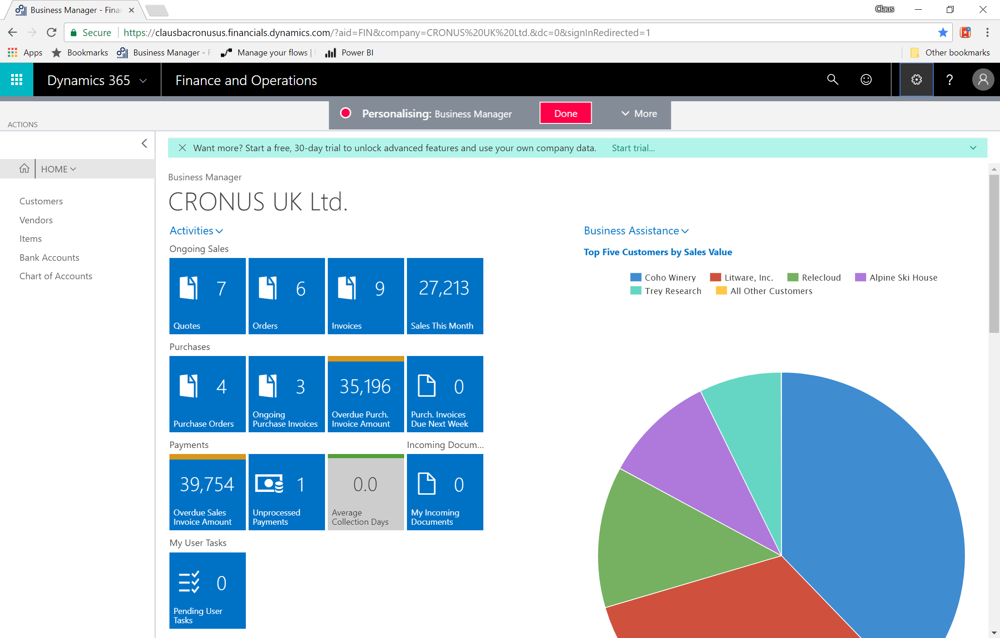 Business Manager - Fina
Claus
Secure
https://clausbacronusus.financials.dynamics.com/?aid=FIN&company=CRONUS%20UK%20Ltd.&dc=0&signInRedirected=1
Apps
Bookmarks
Business Manager - F
Manage your flows |
Power BI
Other bookmarks
Dynamics 365
Finance and Operations
?
Personalising: Business Manager
Done
More
ACTIONS
Want more? Start a free, 30-day trial to unlock advanced features and use your own company data.
Start trial...
HOME
Customers
Vendors
Items
Bank Accounts
Chart of Accounts
Business Manager
CRONUS UK Ltd.
Activities
Ongoing Sales
7
Quotes
6
Orders
9
Invoices
27,213
Sales This Month
Purchases
4
Purchase Orders
3
Ongoing
Purchase Invoices
35,196
Overdue Purch.
Invoice Amount
0
Purch. Invoices
Due Next Week
Payments
Incoming Docum...
39,754
Overdue Sales
Invoice Amount
1
Unprocessed
Payments
0.0
Average
Collection Days
0
My Incoming
Documents
My User Tasks
0
Pending User
Tasks
Business Assistance
Top Five Customers by Sales Value
Coho Winery
Litware, Inc.
Relecloud
Alpine Ski House
Trey Research
All Other Customers